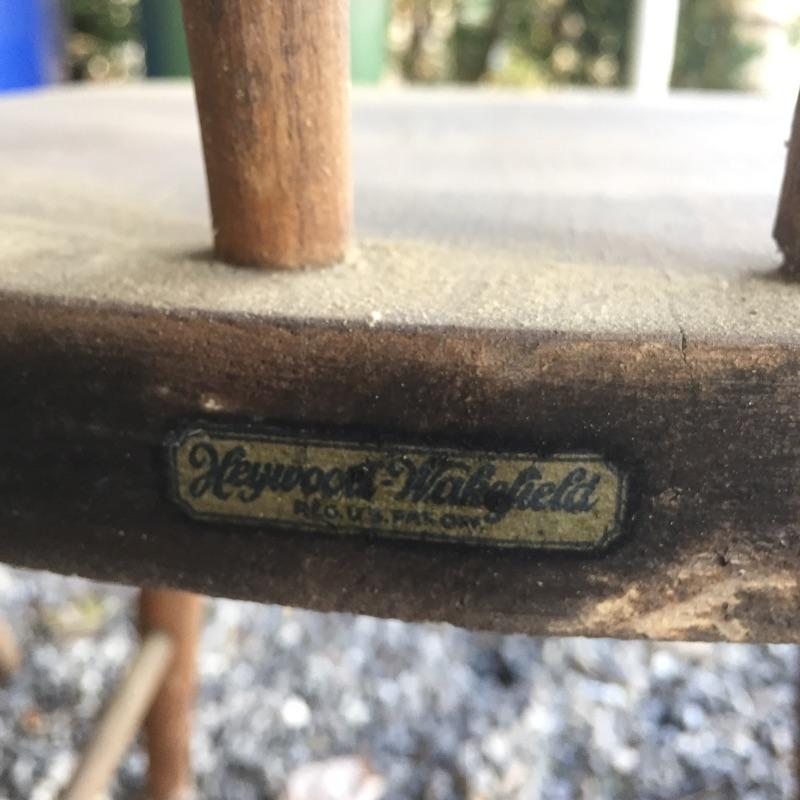 Heywood-Wakefield
REG. U.S. PAT. OFF.